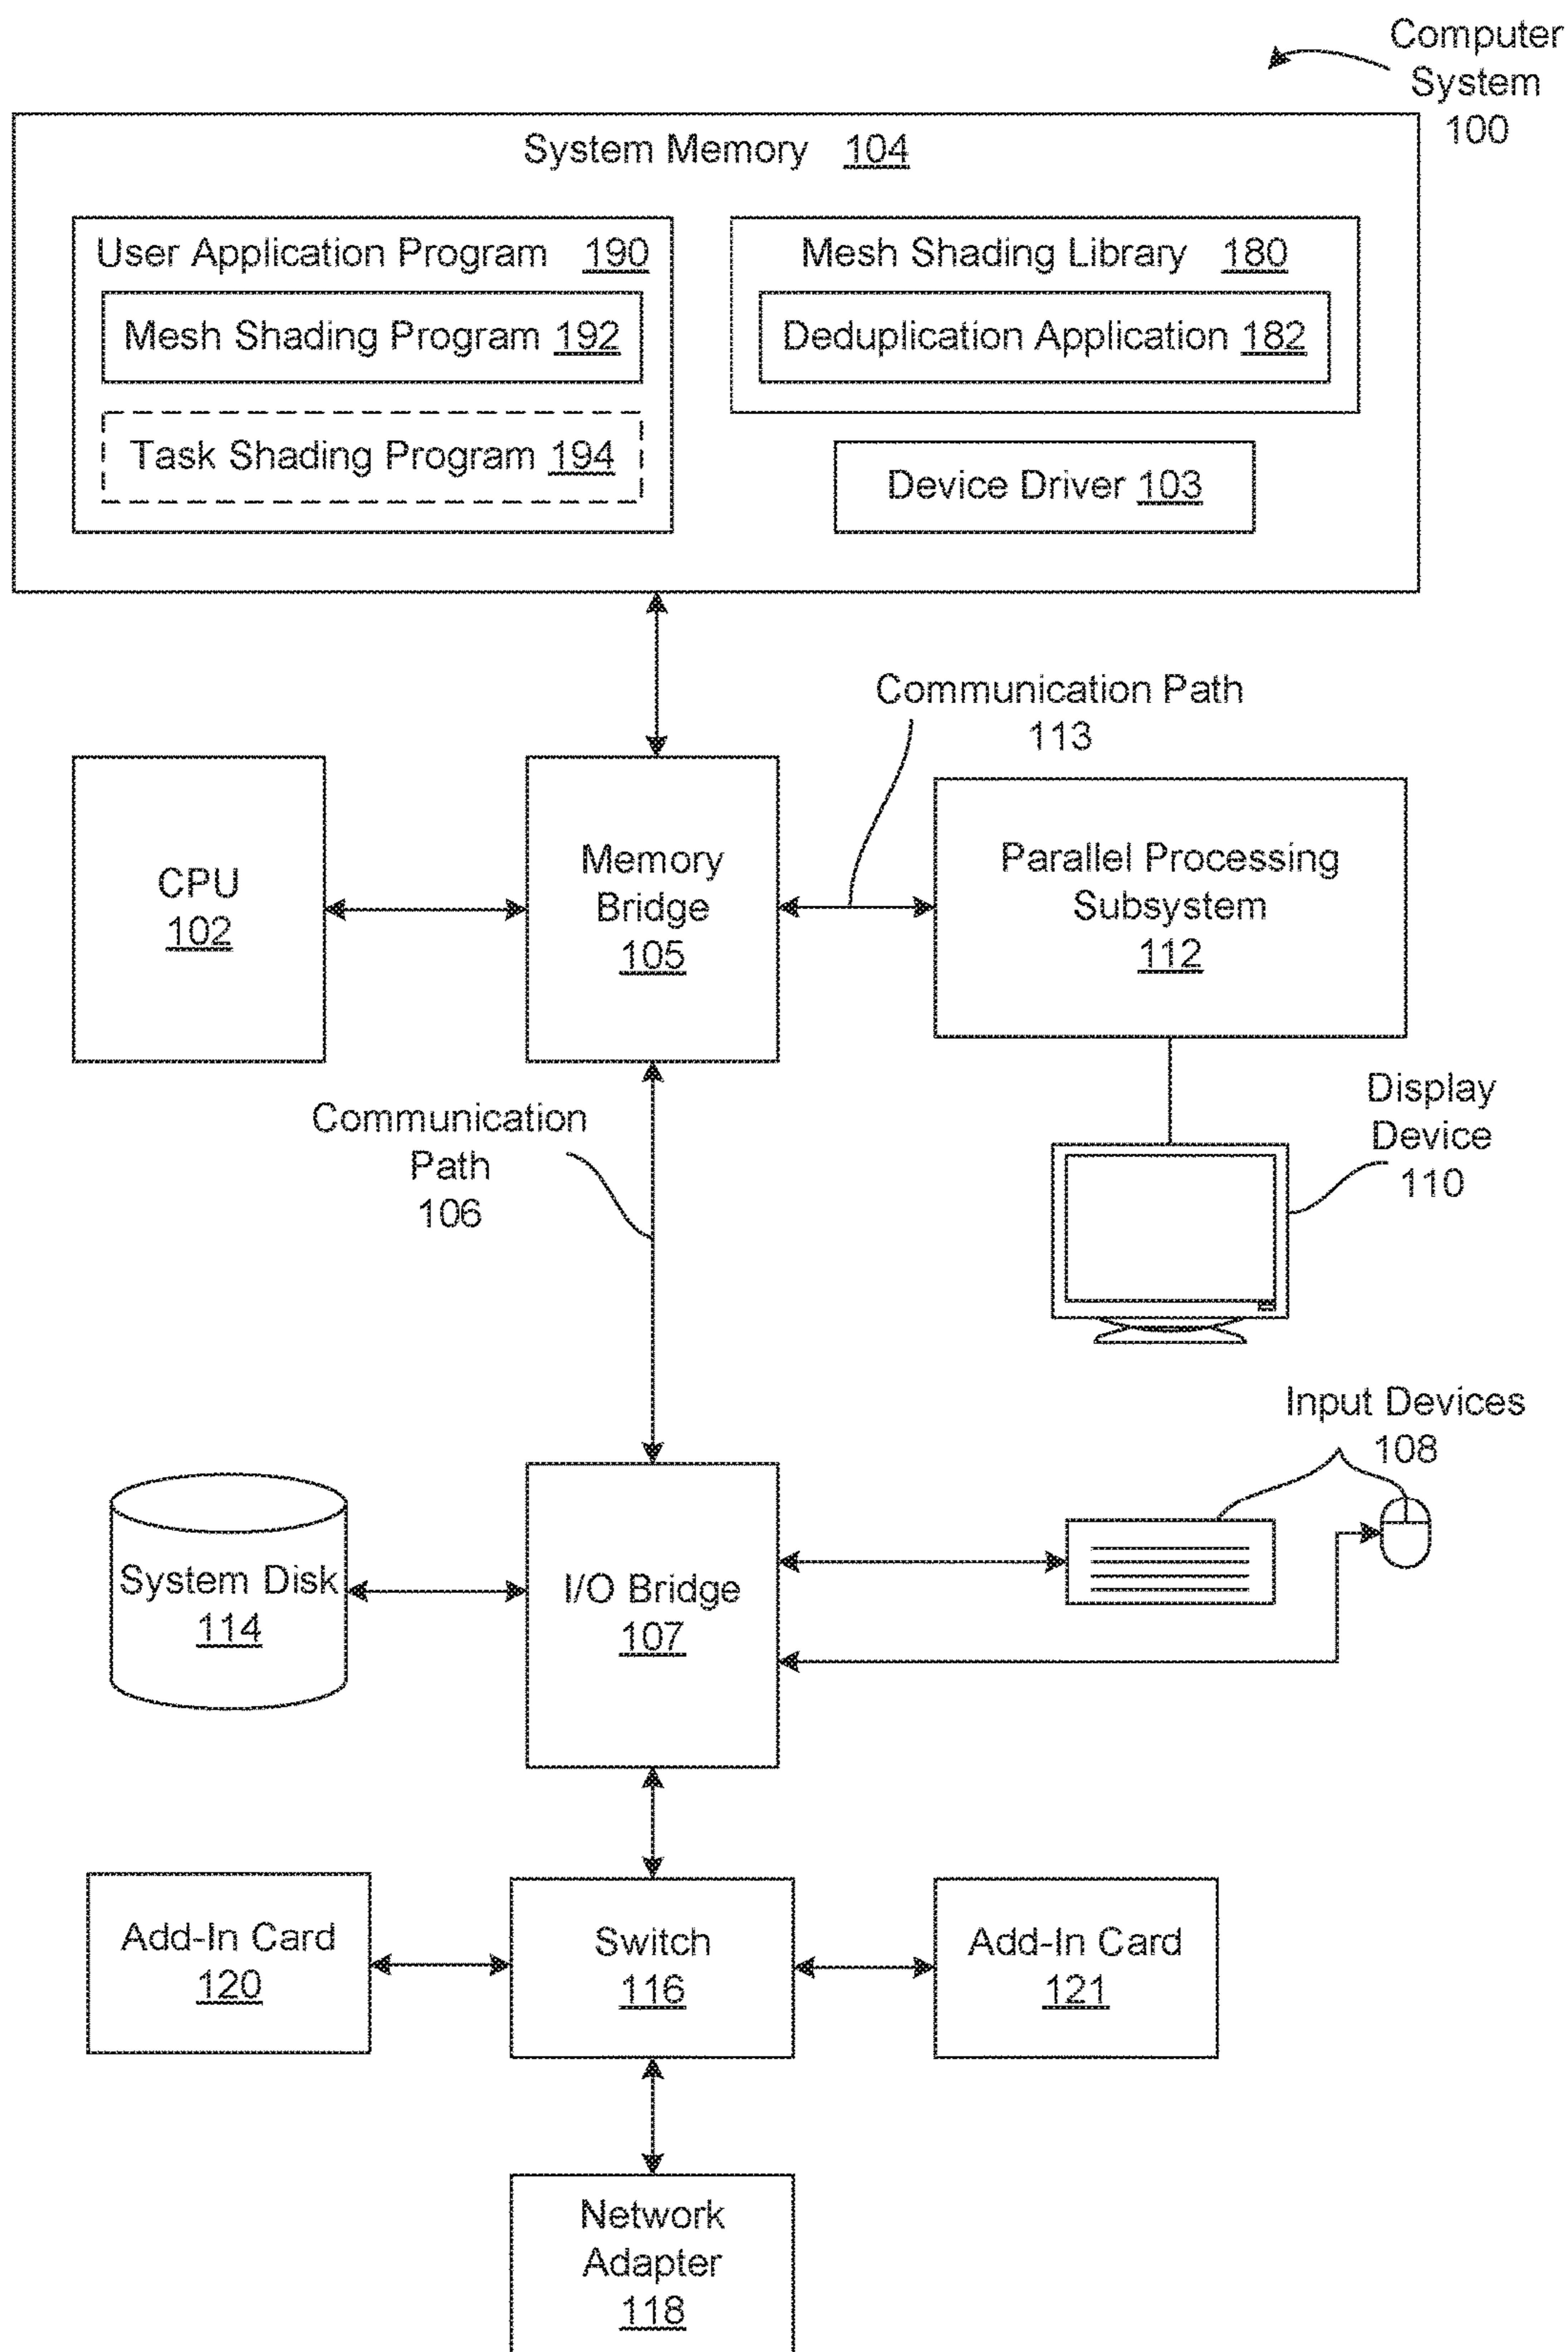 Computer
System
100
System Memory 104
User Application Program 190
Mesh Shading Program 192
Task Shading Program 194
Mesh Shading Library 180
Deduplication Application 182
Device Driver 103
Communication Path
113
CPU
102
Memory
Bridge
105
Parallel Processing
Subsystem
112
Communication
Path
106
Display
Device
110
Input Devices
108
System Disk
114
I/O Bridge
107
Add-In Card
120
Switch
116
Add-In Card
121
Network
Adapter
118